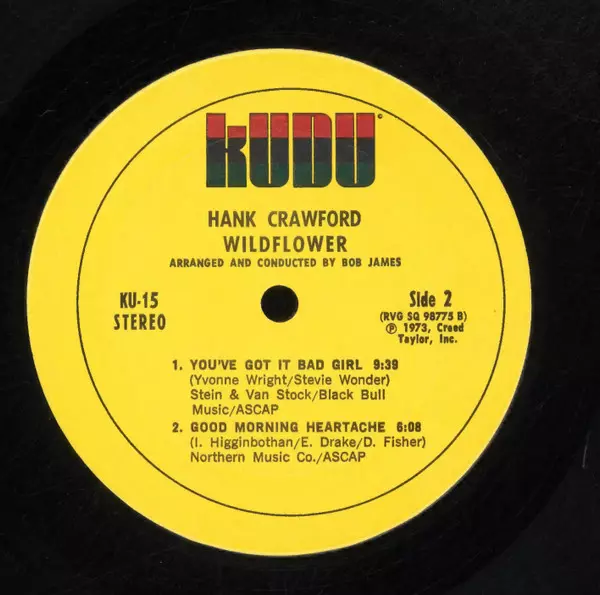 kUDU
HANK CRAWFORD
WILDFLOWER
ARRANGED AND CONDUCTED BY BOB JAMES
KU-15
STEREO
Side 2
(RVG SQ 98775 B)
℗ 1973, Creed
Taylor, Inc.
1. YOU'VE GOT IT BAD GIRL 9:39
(Yvonne Wright/Stevie Wonder)
Stein & Van Stock/Black Bull
Music/ASCAP
2. GOOD MORNING HEARTACHE 6:08
(I. Higginbothan/E. Drake/D. Fisher)
Northern Music Co./ASCAP